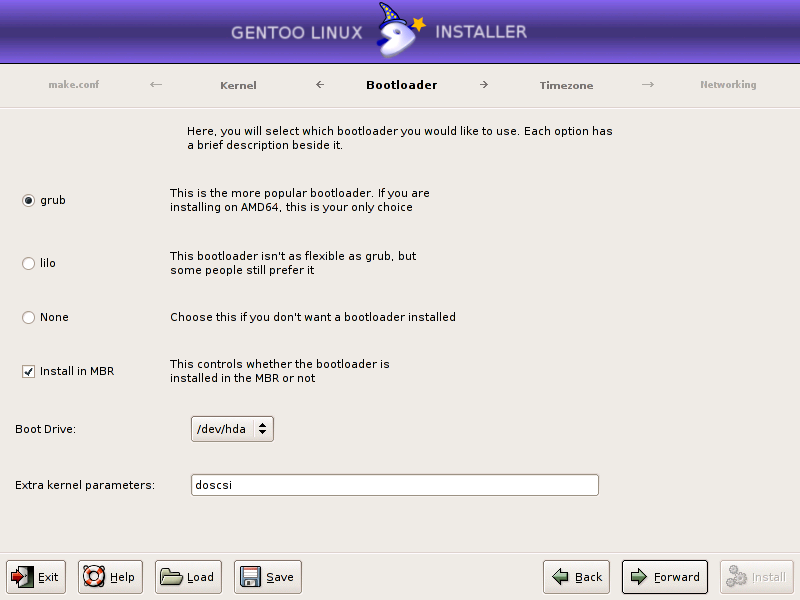 GENTOO LINUX INSTALLER
make.conf Kernel Bootloader Timezone Networking
Here, you will select which bootloader you would like to use. Each option has
a brief description beside it.
grub
This is the more popular bootloader. If you are
installing on AMD64, this is your only choice
lilo
This bootloader isn't as flexible as grub, but
some people still prefer it
None
Choose this if you don't want a bootloader installed
Install in MBR
This controls whether the bootloader is
installed in the MBR or not
Boot Drive:
/dev/hda
Extra kernel parameters:
doscsi
Exit Help Load Save Back Forward Install